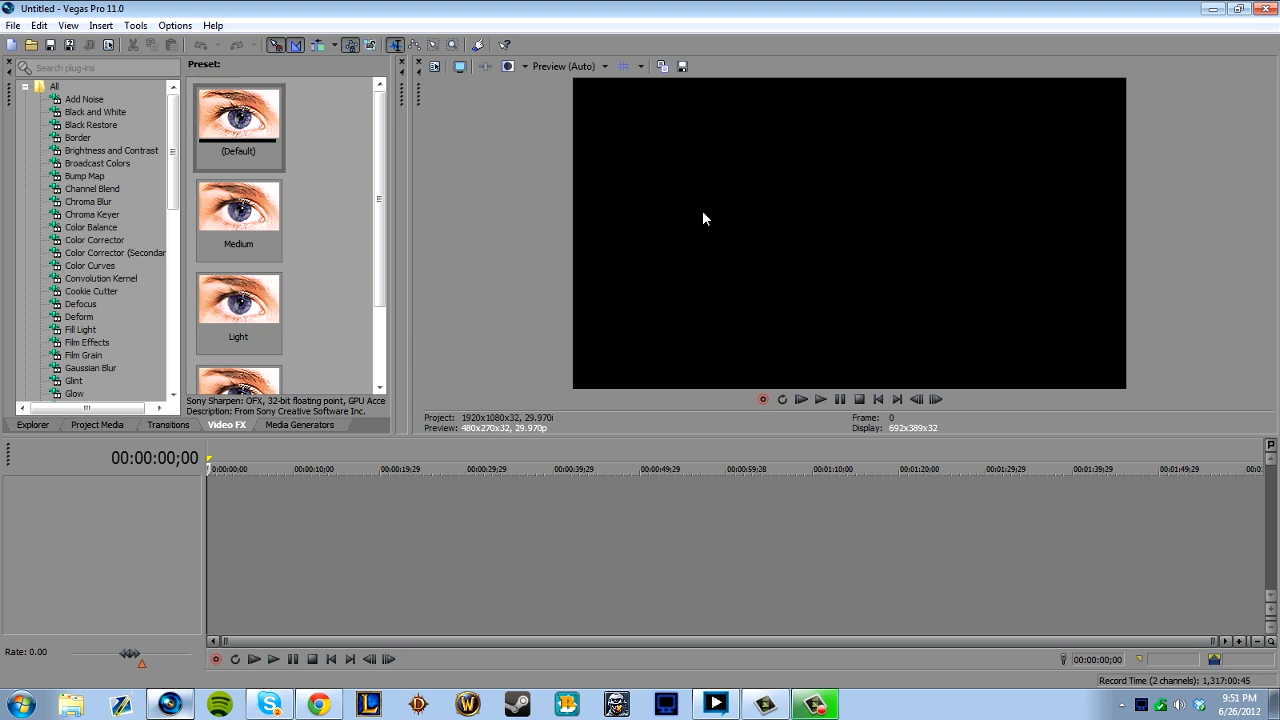 Untitled - Vegas Pro 11.0
File Edit View Insert Tools Options Help
Search plug-ins
Preset:
Preview (Auto)
All
Add Noise
Black and White
Black Restore
Border
Brightness and Contrast
Broadcast Colors
Bump Map
Channel Blend
Chroma Blur
Chroma Keyer
Color Balance
Color Corrector
Color Corrector (Secondar
Color Curves
Convolution Kernel
Cookie Cutter
Defocus
Deform
Fill Light
Film Effects
Film Grain
Gaussian Blur
Glint
Glow
(Default)
Medium
Light
Sony Sharpen: OFX, 32-bit floating point, GPU Acce
Description: From Sony Creative Software Inc.
Explorer Project Media Transitions Video FX Media Generators
Project: 1920x1080x32, 29.970i
Preview: 480x270x32, 29.970p
Frame: 0
Display: 692x389x32
00:00:00;00
0:00:00:00 00:00:10;00 00:00:19;29 00:00:29;29 00:00:39;29 00:00:49;29 00:00:59;28 00:01:10;00 00:01:20;00 00:01:29;29 00:01:39;29 00:01:49;29 00:0
Rate: 0.00
00:00:00;00
Record Time (2 channels): 1,317:00:45
9:51 PM
6/26/2012